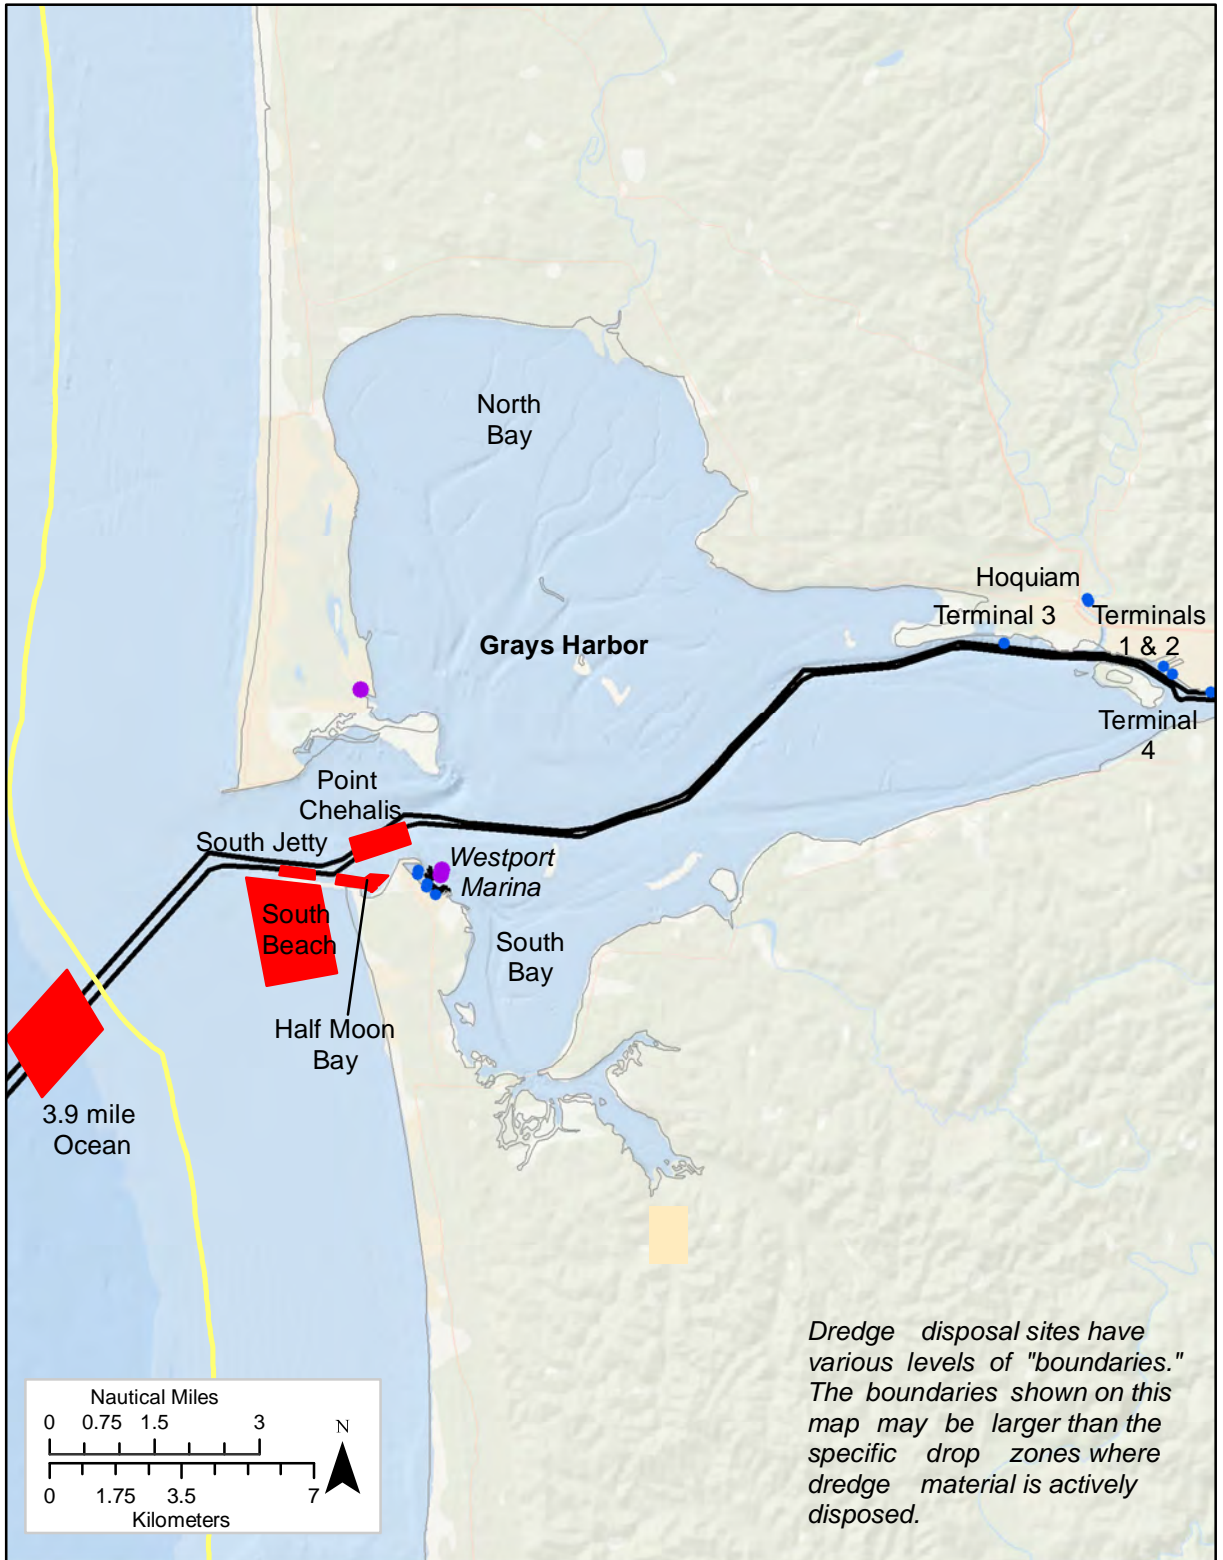 North
Bay
Hoquiam
Terminal 3
Terminals
1 & 2
Grays Harbor
Terminal
4
Point
Chehalis
South Jetty
Westport
Marina
South
Beach
South
Bay
Half Moon
Bay
3.9 mile
Ocean
Dredge disposal sites have
various levels of "boundaries."
The boundaries shown on this
map may be larger than the
specific drop zones where
dredge material is actively
disposed.
Nautical Miles
0 0.75 1.5 3
N
0 1.75 3.5 7
Kilometers